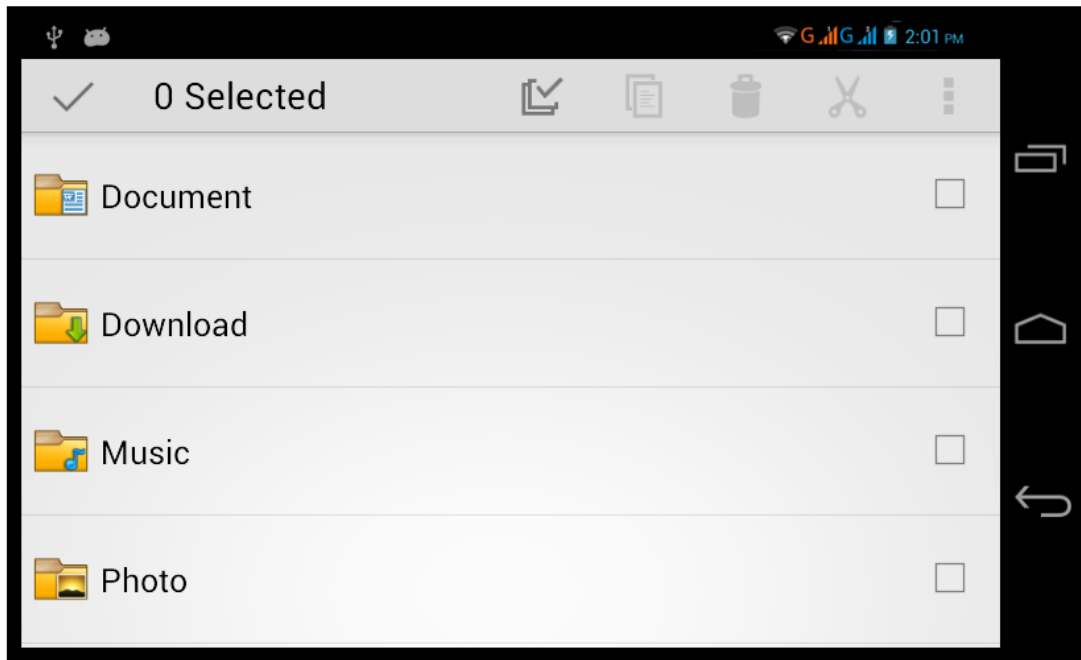 G G 2:01 PM
0 Selected
Document
Download
Music
Photo